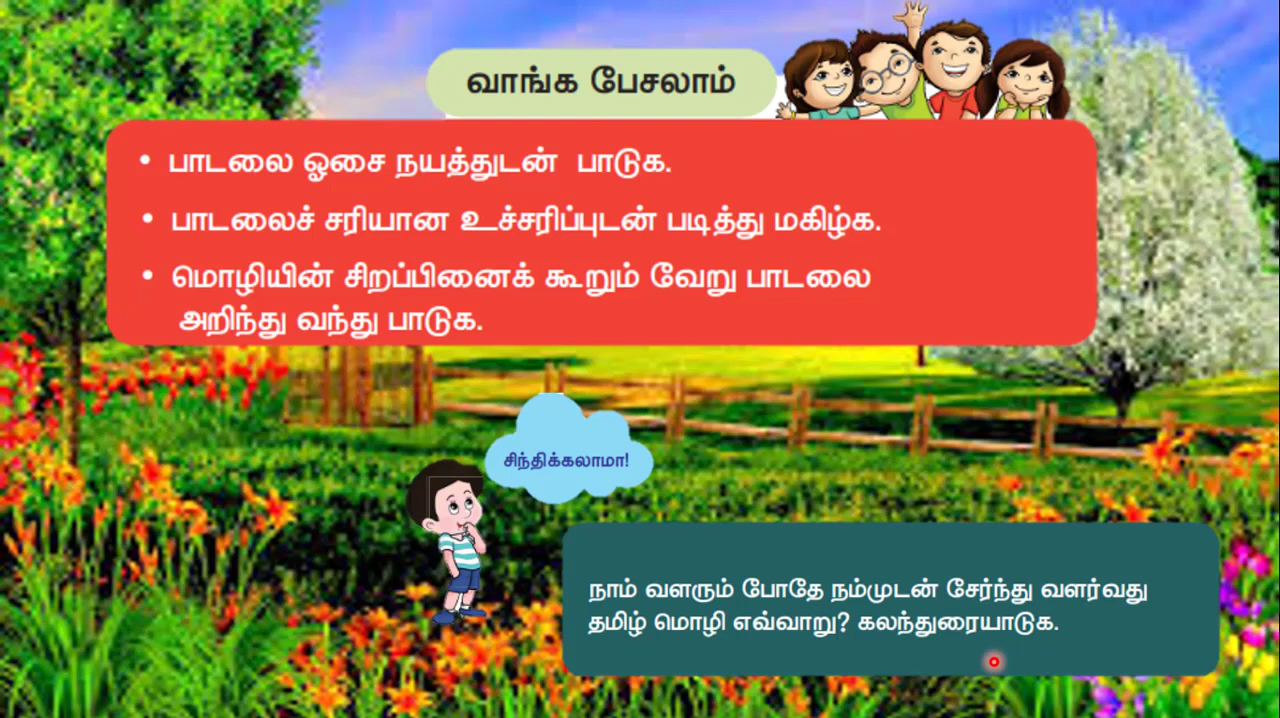 வாங்க பேசலாம்
• பாடலை ஓசை நயத்துடன் பாடுக.
• பாடலைச் சரியான உச்சரிப்புடன் படித்து மகிழ்க.
• மொழியின் சிறப்பினைக் கூறும் வேறு பாடலை
அறிந்து வந்து பாடுக.
சிந்திக்கலாமா!
நாம் வளரும் போதே நம்முடன் சேர்ந்து வளர்வது
தமிழ் மொழி எவ்வாறு? கலந்துரையாடுக.